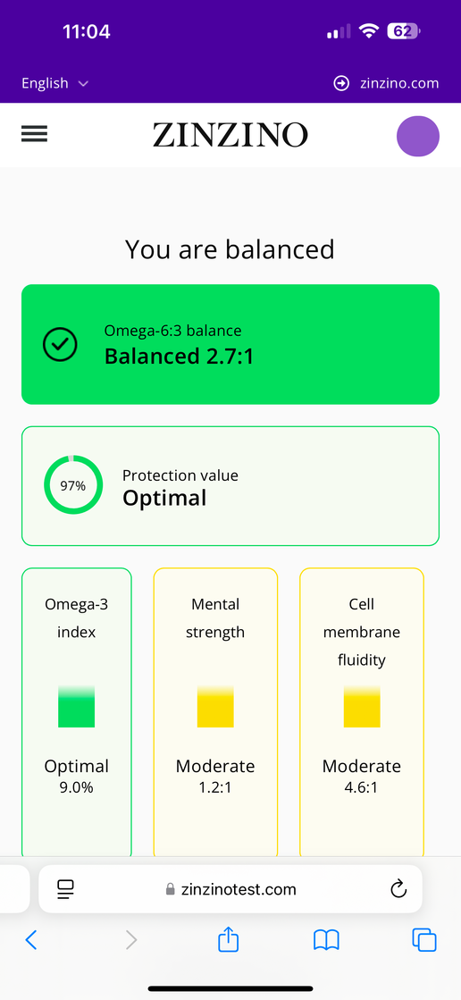 11:04
62
English
zinzino.com
ZINZINO
You are balanced
Omega-6:3 balance
Balanced 2.7:1
97%
Protection value
Optimal
Omega-3
index
Optimal
9.0%
Mental
strength
Moderate
1.2:1
Cell
membrane
fluidity
Moderate
4.6:1
zinzinotest.com